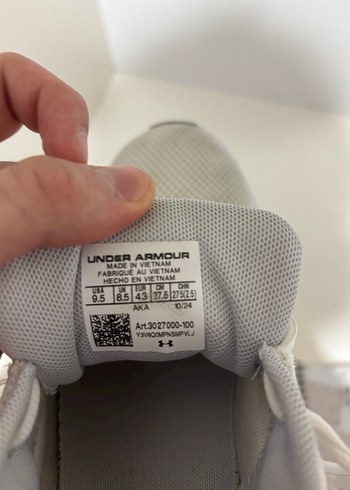 UNDER ARMOUR
MADE IN VIETNAM
FABRIQUÉ AU VIETNAM
HECHO EN VIETNAM
USA UK EUR CM CHN
9.5 8.5 43 27.5 275(2.5)
AKA 10/24
Art.3027000-100